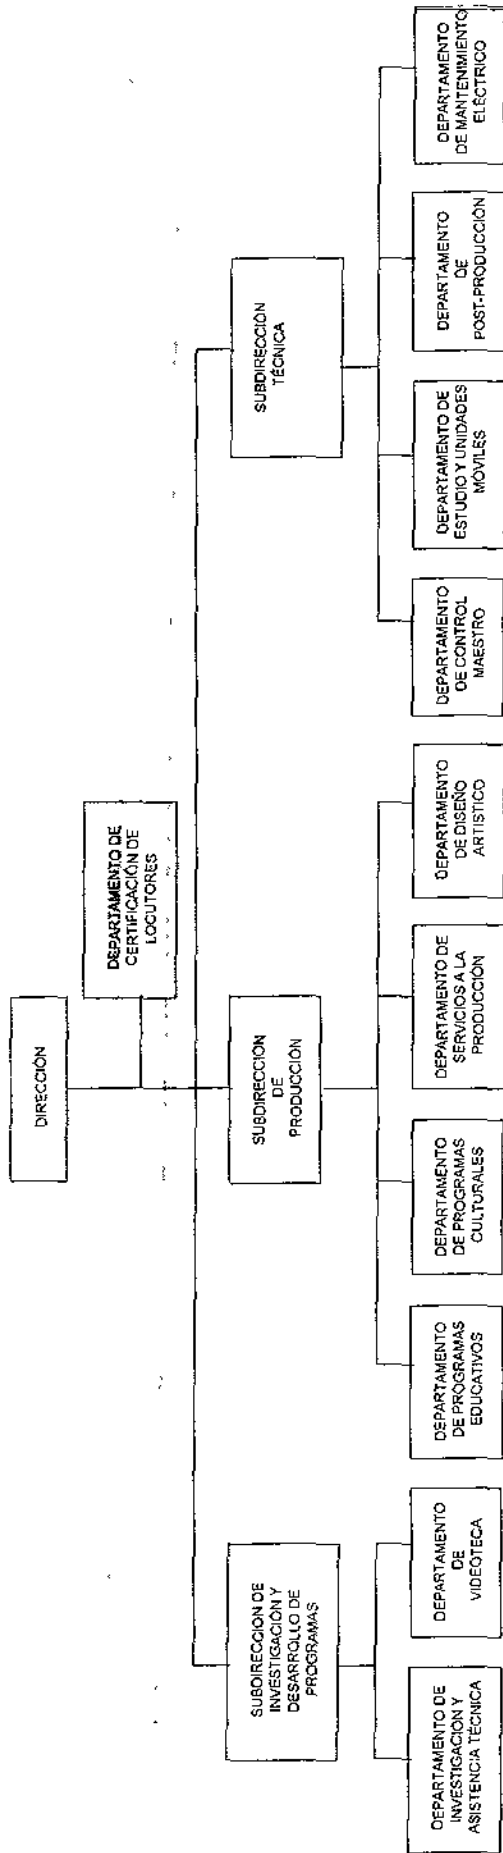 DIRECCIÓN
DEPARTAMENTO DE
CERTIFICACIÓN DE
LOCUTORES
SUBDIRECCION DE
INVESTIGACIÓN Y
DESARROLLO DE
PROGRAMAS
SUBDIRECCIÓN
DE
PRODUCCIÓN
SUBDIRECCIÓN
TÉCNICA
DEPARTAMENTO DE
INVESTIGACIÓN Y
ASISTENCIA TÉCNICA
DEPARTAMENTO
DE
VIDEOTECA
DEPARTAMENTO
DE PROGRAMAS
EDUCATIVOS
DEPARTAMENTO
DE PROGRAMAS
CULTURALES
DEPARTAMENTO DE
SERVICIOS A LA
PRODUCCIÓN
DEPARTAMENTO
DE DISEÑO
ARTISTICO
DEPARTAMENTO
DE CONTROL
MAESTRO
DEPARTAMENTO DE
ESTUDIO Y UNIDADES
MÓVILES
DEPARTAMENTO
DE
POST-PRODUCCIÓN
DEPARTAMENTO
DE MANTENIMIENTO
ELÉCTRICO